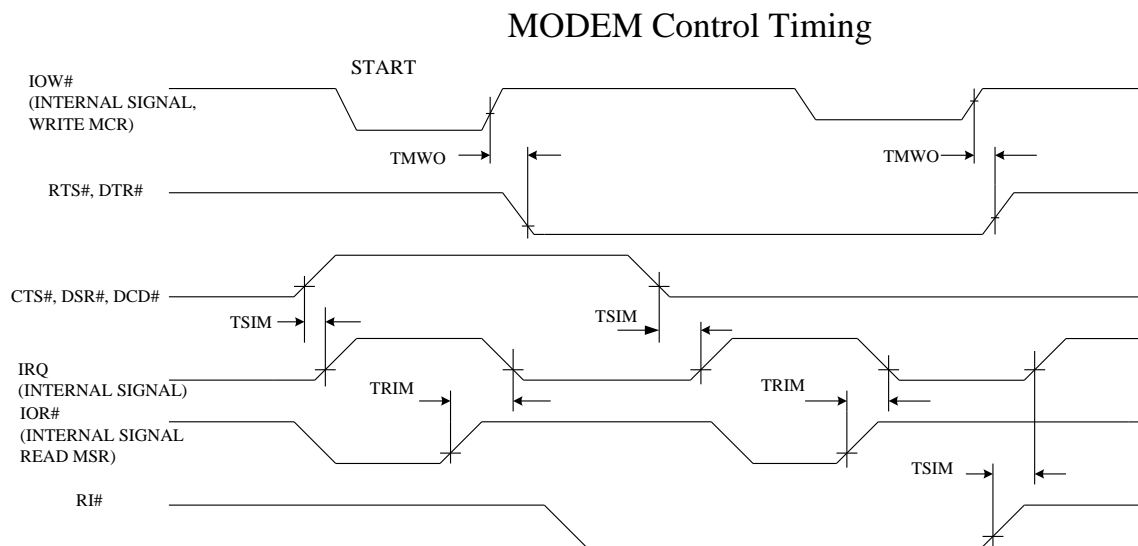 MODEM Control Timing
START
IOW#
(INTERNAL SIGNAL,
WRITE MCR)
TMWO
TMWO
RTS#, DTR#
CTS#, DSR#, DCD#
TSIM
TSIM
IRQ
(INTERNAL SIGNAL)
TRIM
TRIM
IOR#
(INTERNAL SIGNAL
READ MSR)
TSIM
RI#